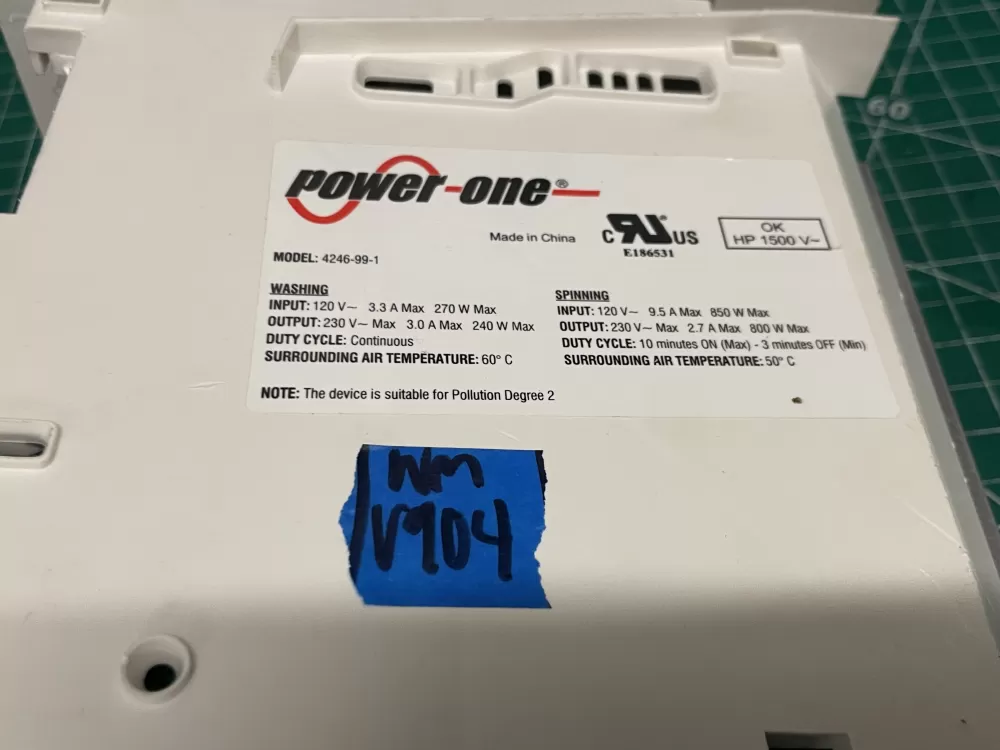 60
power-one®
Made in China
c RU US
E186531
OK
HP 1500 V~
MODEL: 4246-99-1
WASHING
INPUT: 120 V~ 3.3 A Max 270 W Max
OUTPUT: 230 V~ Max 3.0 A Max 240 W Max
DUTY CYCLE: Continuous
SURROUNDING AIR TEMPERATURE: 60° C
SPINNING
INPUT: 120 V~ 9.5 A Max 850 W Max
OUTPUT: 230 V~ Max 2.7 A Max 800 W Max
DUTY CYCLE: 10 minutes ON (Max) - 3 minutes OFF (Min)
SURROUNDING AIR TEMPERATURE: 50° C
NOTE: The device is suitable for Pollution Degree 2
WM
V904